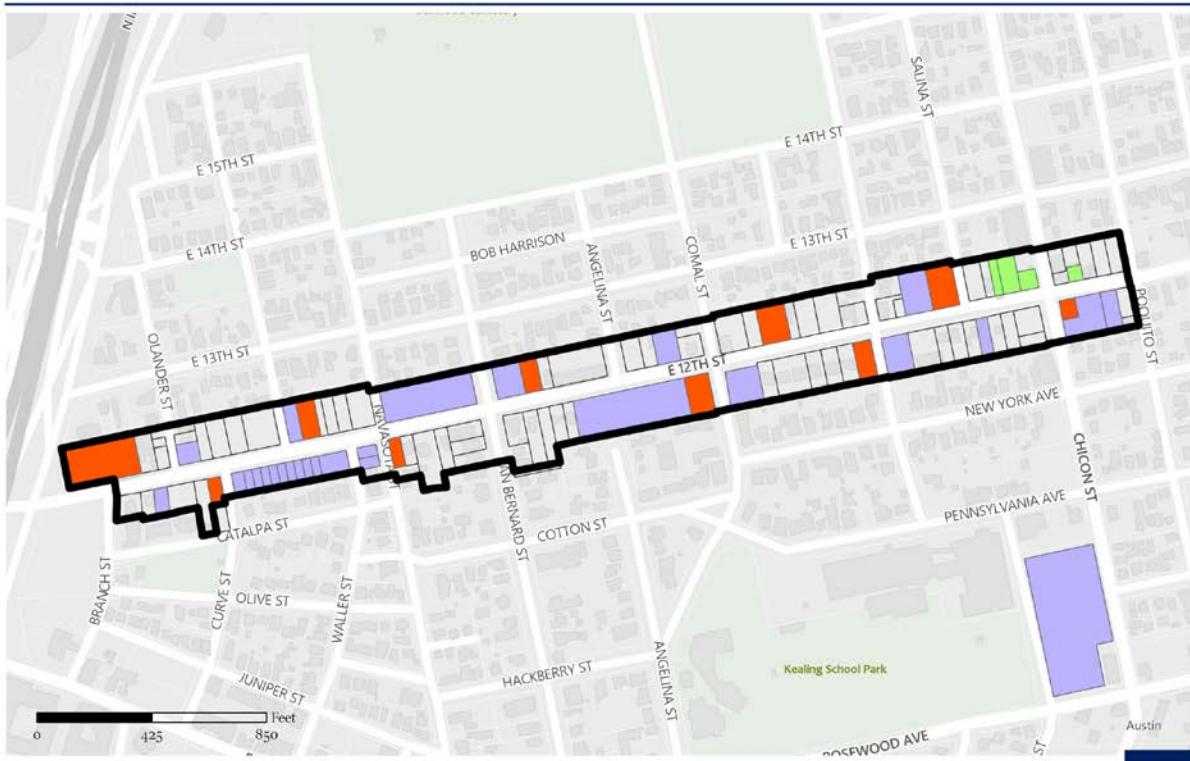 SALINA ST
E 14TH ST
E 15TH ST
BOB HARRISON
E 13TH ST
ANGELINA ST
COMAL ST
E 14TH ST
POQUITO ST
OLANDER ST
E 13TH ST
E 12TH ST
NEW YORK AVE
NAVASOTA ST
CHICON ST
CATALPA ST
COTTON ST
PENNSYLVANIA AVE
BRANCH ST
CURVE ST
OLIVE ST
WALLER ST
HACKBERRY ST
ANGELINA ST
JUNIPER ST
Kealing School Park
Feet
0 425 850
Austin
ROSEWOOD AVE
ST